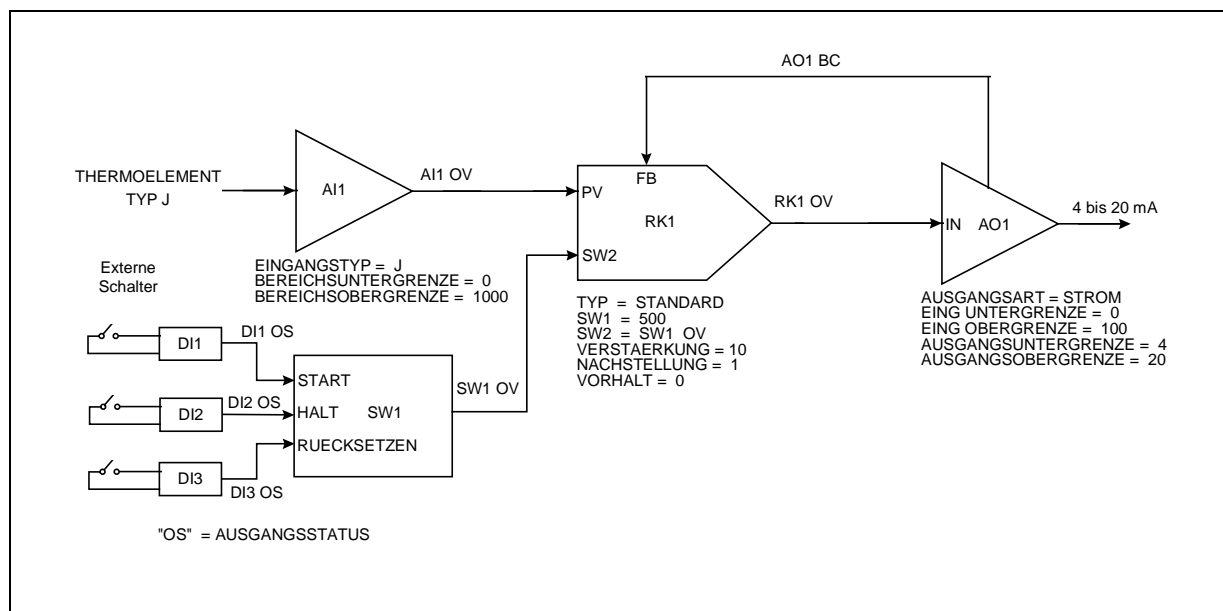 AO1 BC
THERMOELEMENT
TYP J
AI1
AI1 OV
FB
PV
RK1
SW2
RK1 OV
IN
AO1
4 bis 20 mA
EINGANGSTYP = J
BEREICHSUNTERGRENZE = 0
BEREICHSOBERGRENZE = 1000
TYP = STANDARD
SW1 = 500
SW2 = SW1 OV
VERSTAERKUNG = 10
NACHSTELLUNG = 1
VORHALT = 0
AUSGANGSART = STROM
EING UNTERGRENZE = 0
EING OBERGRENZE = 100
AUSGANGSUNTERGRENZE = 4
AUSGANGSOBERGRENZE = 20
Externe
Schalter
DI1
DI1 OS
DI2
DI2 OS
DI3
DI3 OS
START
HALT
SW1
RUECKSETZEN
SW1 OV
"OS" = AUSGANGSSTATUS